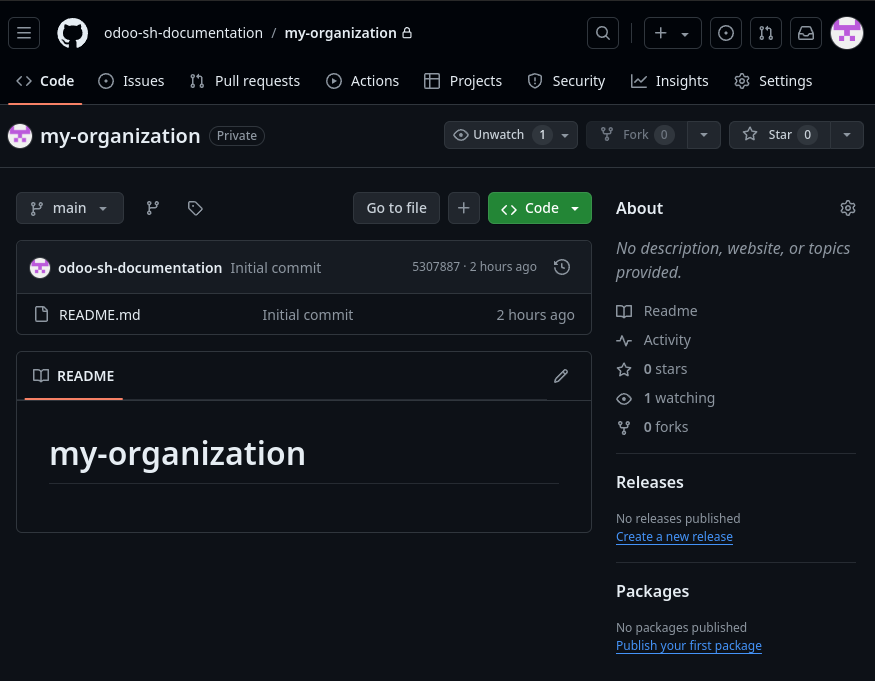 odoo-sh-documentation / my-organization
Code Issues Pull requests Actions Projects Security Insights Settings
my-organization Private Unwatch 1 Fork 0 Star 0
main Go to file Code
odoo-sh-documentation Initial commit 5307887 · 2 hours ago
README.md Initial commit 2 hours ago
README
my-organization
About
No description, website, or topics
provided.
Readme
Activity
0 stars
1 watching
0 forks
Releases
No releases published
Create a new release
Packages
No packages published
Publish your first package